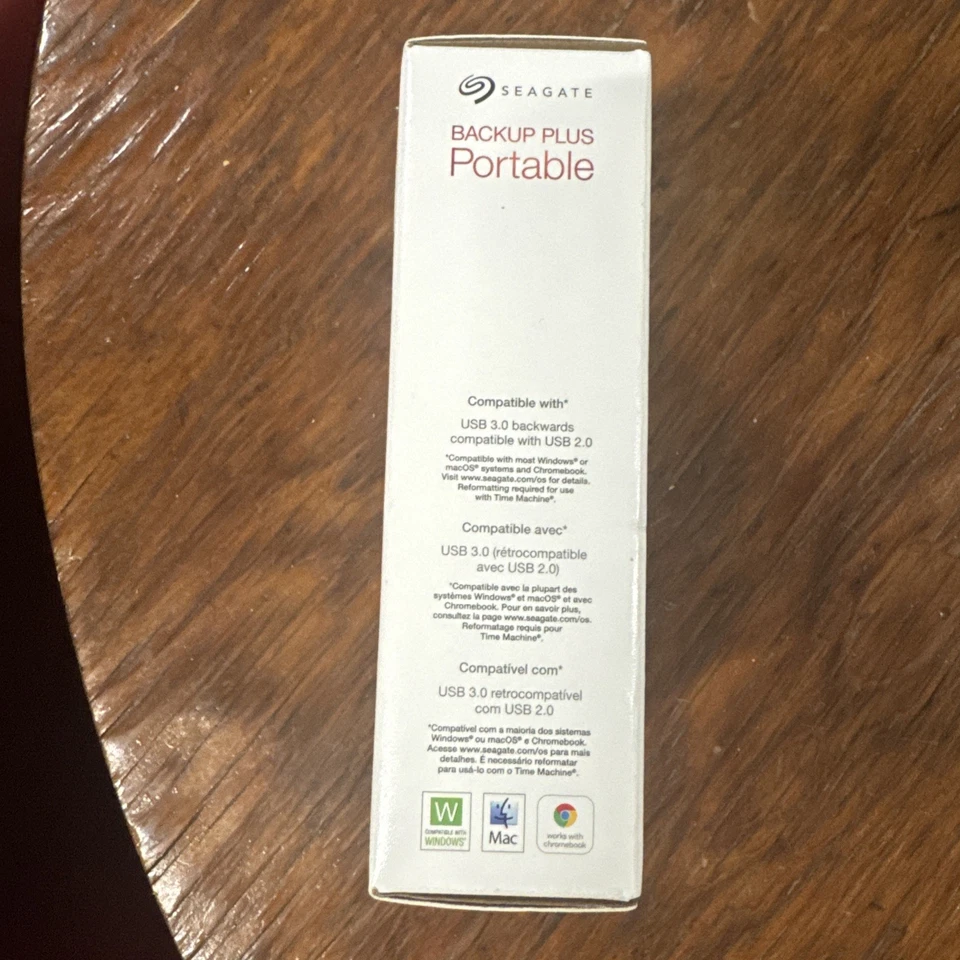 SEAGATE
BACKUP PLUS
Portable
Compatible with*
USB 3.0 backwards
compatible with USB 2.0
*Compatible with most Windows® or
macOS® systems and Chromebook.
Visit www.seagate.com/os for details.
Reformatting required for use
with Time Machine®.
Compatible avec*
USB 3.0 (rétrocompatible
avec USB 2.0)
*Compatible avec la plupart des
systèmes Windows® et macOS® et avec
Chromebook. Pour en savoir plus,
consultez la page www.seagate.com/os.
Reformatage requis pour
Time Machine®.
Compatível com*
USB 3.0 retrocompatível
com USB 2.0
*Compatível com a maioria dos sistemas
Windows® ou macOS® e Chromebook.
Acesse www.seagate.com/os para mais
detalhes. É necessário reformatar
para usá-lo com o Time Machine®.
W
COMPATIBLE WITH
WINDOWS®
Mac
works with
chromebook